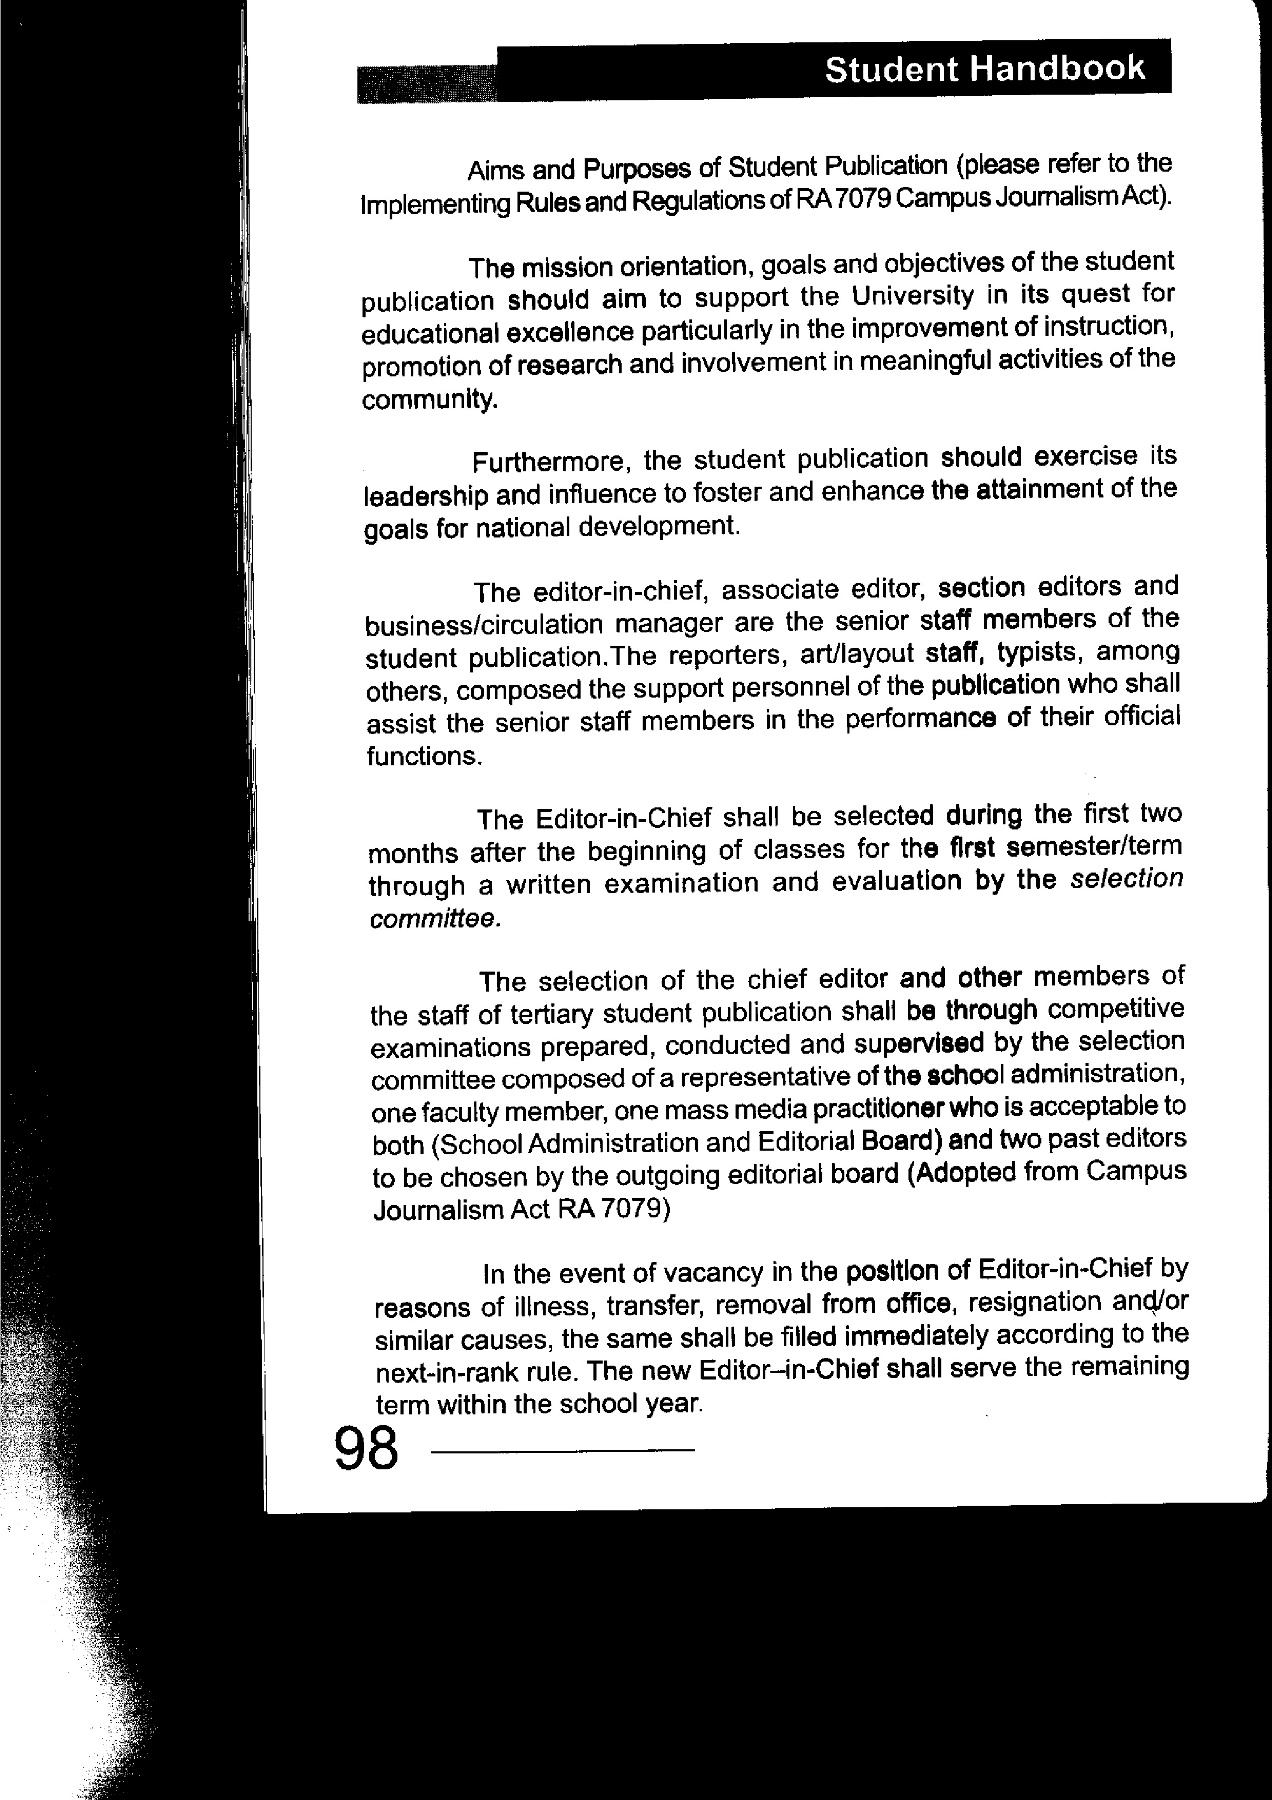 Student Handbook
Aims and Purposes of Student Publication (please refer to the
Implementing Rules and Regulations of RA 7079 Campus Journalism Act).
The mission orientation, goals and objectives of the student
publication should aim to support the University in its quest for
educational excellence particularly in the improvement of instruction,
promotion of research and involvement in meaningful activities of the
community.
Furthermore, the student publication should exercise its
leadership and influence to foster and enhance the attainment of the
goals for national development.
The editor-in-chief, associate editor, section editors and
business/circulation manager are the senior staff members of the
student publication.The reporters, art/layout staff, typists, among
others, composed the support personnel of the publication who shall
assist the senior staff members in the performance of their official
functions.
The Editor-in-Chief shall be selected during the first two
months after the beginning of classes for the first semester/term
through a written examination and evaluation by the selection
committee.
The selection of the chief editor and other members of
the staff of tertiary student publication shall be through competitive
examinations prepared, conducted and supervised by the selection
committee composed of a representative of the school administration,
one faculty member, one mass media practitioner who is acceptable to
both (School Administration and Editorial Board) and two past editors
to be chosen by the outgoing editorial board (Adopted from Campus
Journalism Act RA 7079)
In the event of vacancy in the position of Editor-in-Chief by
reasons of illness, transfer, removal from office, resignation and/or
similar causes, the same shall be filled immediately according to the
next-in-rank rule. The new Editor–in-Chief shall serve the remaining
term within the school year.
98